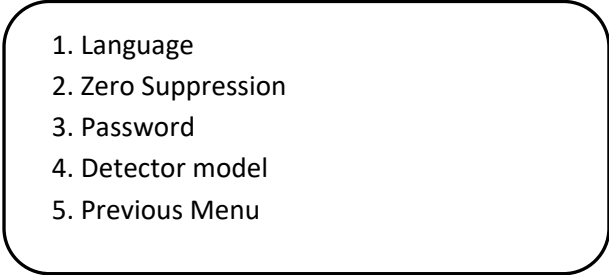 1. Language
2. Zero Suppression
3. Password
4. Detector model
5. Previous Menu